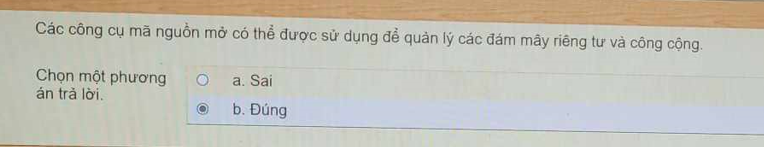 Các công cụ mã nguồn mở có thể được sử dụng để quản lý các đám mây riêng tư và công cộng.
Chọn một phương
án trả lời.
a. Sai
b. Đúng